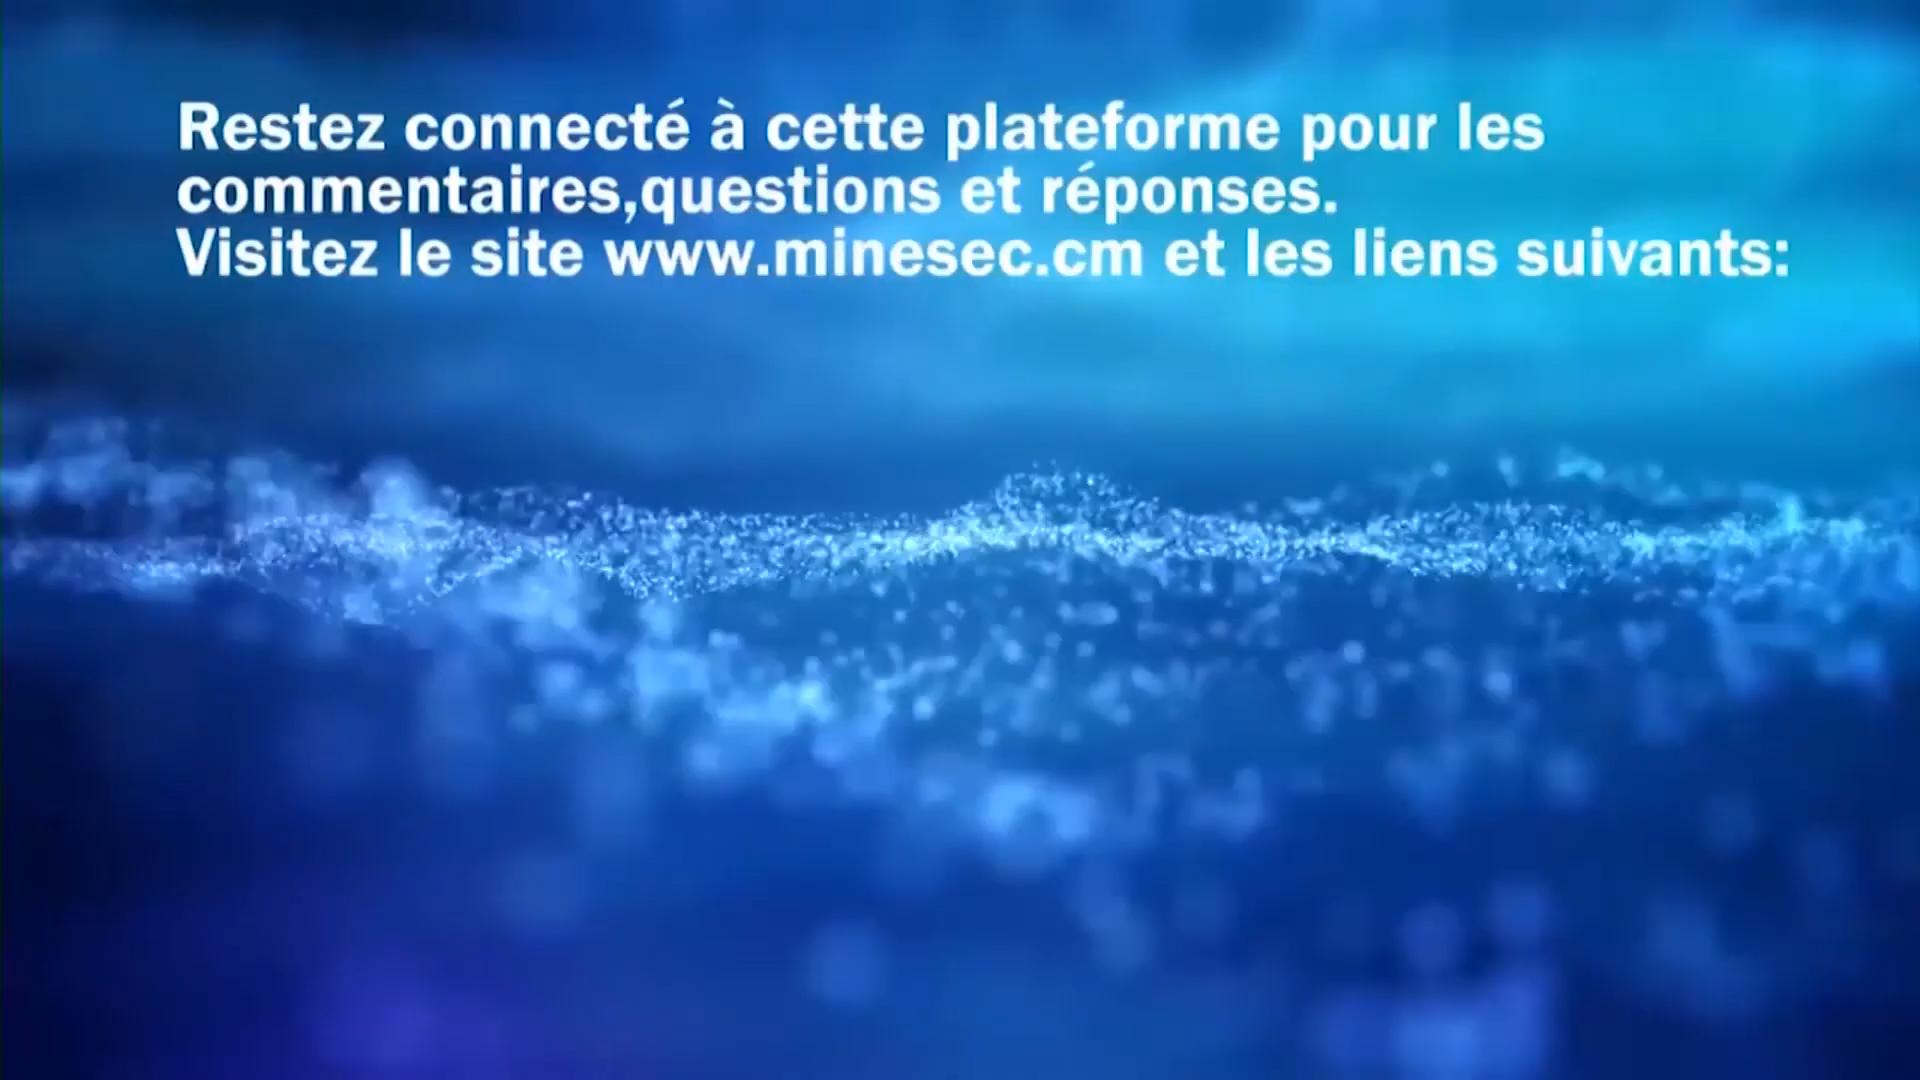 Restez connecté à cette plateforme pour les
commentaires,questions et réponses.
Visitez le site www.minesec.cm et les liens suivants: